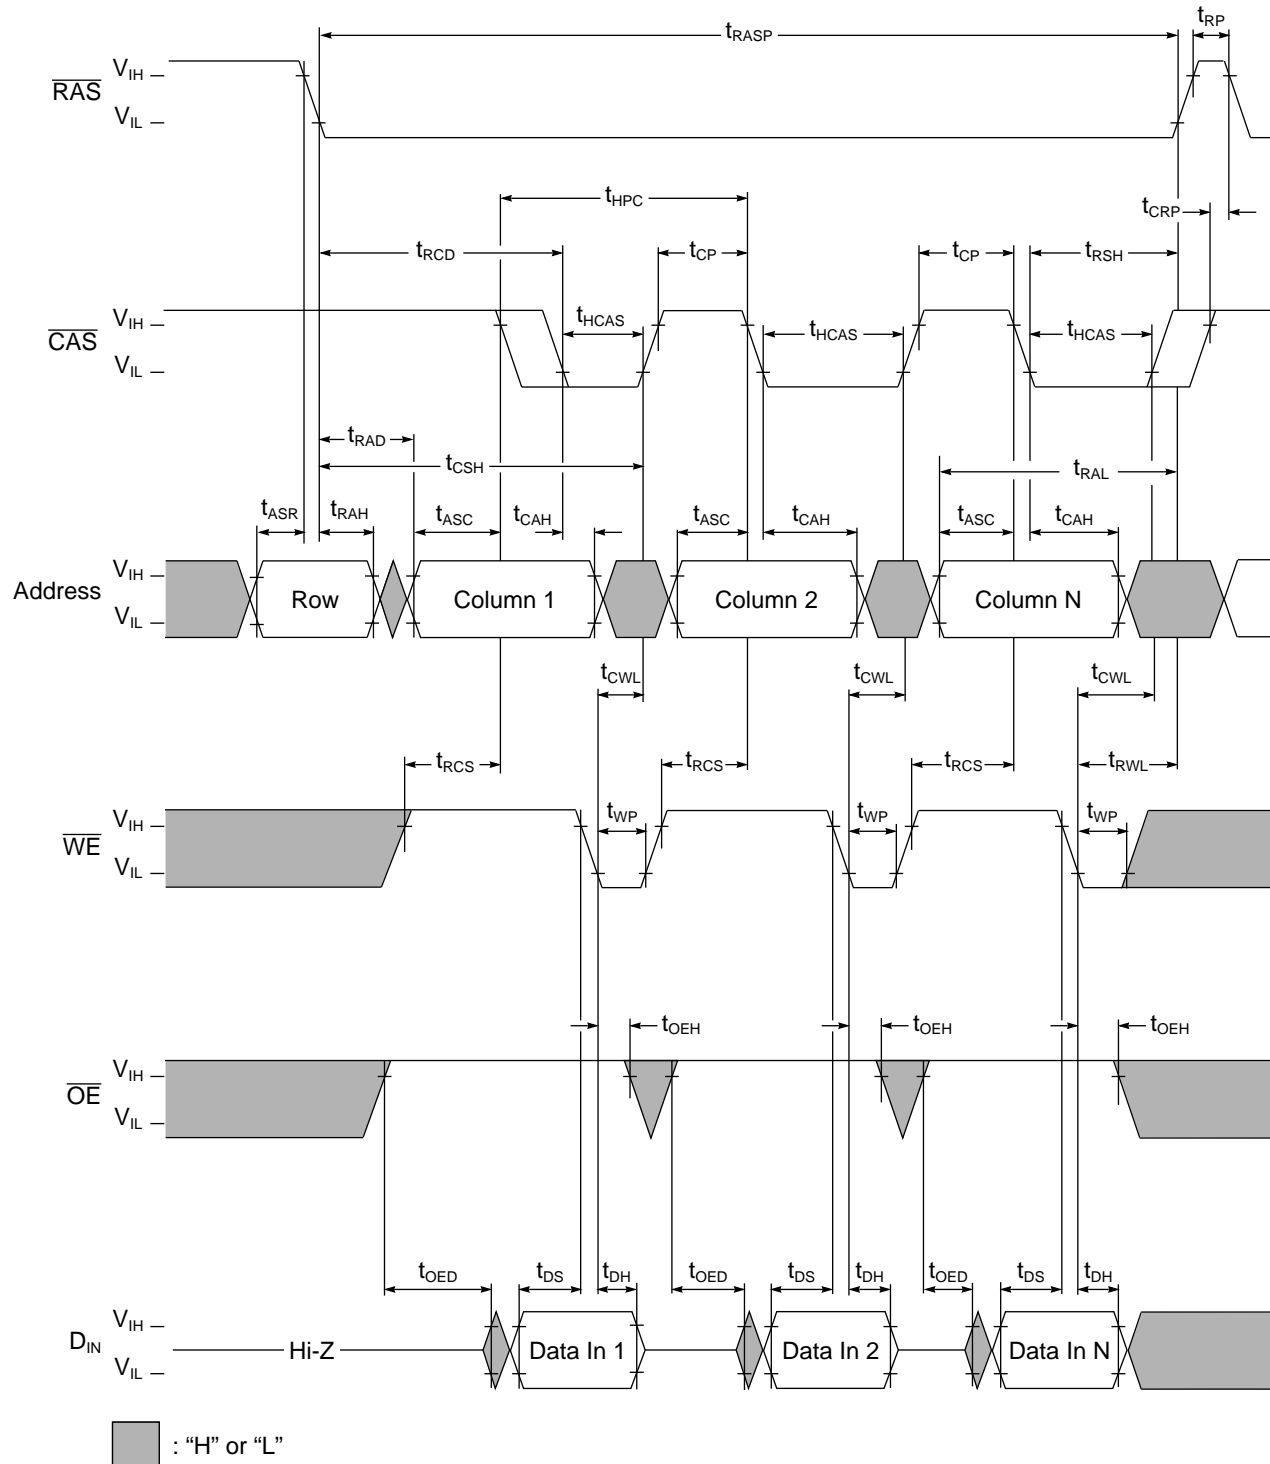 tRP
tRASP
VIH
RAS
VIL
tHPC
tCRP
tRCD
tCP
tCP
tRSH
VIH
CAS
VIL
tHCAS
tHCAS
tHCAS
tRAD
tCSH
tRAL
tASR
tRAH
tASC
tCAH
tASC
tCAH
tASC
tCAH
VIH
Address
VIL
Row
Column 1
Column 2
Column N
tCWL
tCWL
tCWL
tRCS
tRCS
tRCS
tRWL
VIH
WE
VIL
tWP
tWP
tWP
tOEH
tOEH
tOEH
VIH
OE
VIL
tOED
tDS
tDH
tOED
tDS
tDH
tOED
tDS
tDH
VIH
DIN
VIL
Hi-Z
Data In 1
Data In 2
Data In N
: “H” or “L”